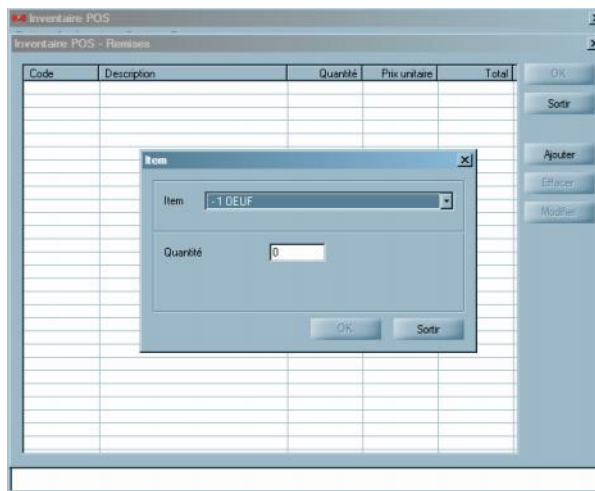 Inventaire POS
Inventaire POS - Remises
Code Description Quantité Prix unitaire Total OK
Sortir
Item Ajouter
Effacer
Item - 1 OEUF Modifier
Quantité 0
OK Sortir